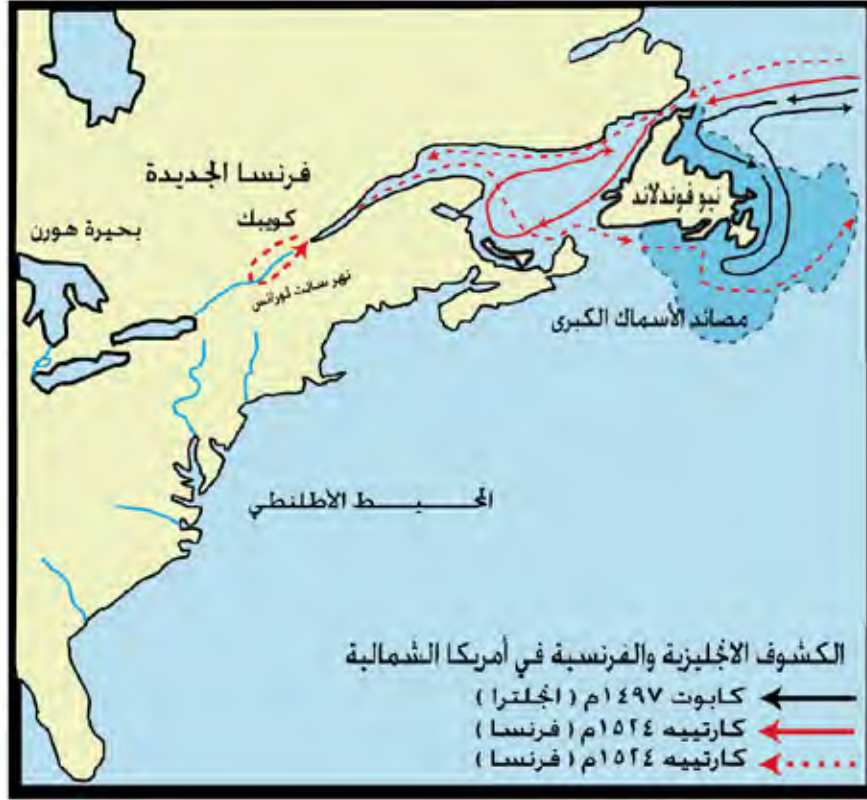 فرنسا الجديدة
كويبك
بحيرة هورن
نهر سانت لورانس
نيو فوندلاند
مصائد الأسماك الكبرى
المحيط الأطلنطي
الكشوف الانجليزية والفرنسية في أمريكا الشمالية
كابوت ١٤٩٧م ( انجلترا )
كارتييه ١٥٢٤م ( فرنسا )
كارتييه ١٥٢٤م ( فرنسا )